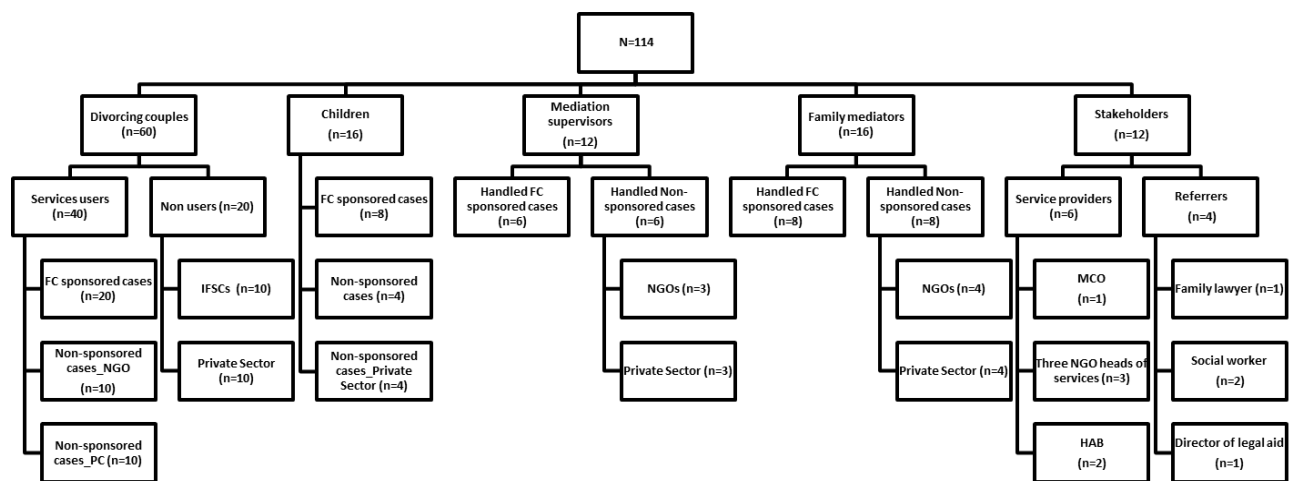 N=114
Divorcing couples
(n=60)
Children
(n=16)
Mediation
supervisors
(n=12)
Family mediators
(n=16)
Stakeholders
(n=12)
Services users
(n=40)
Non users (n=20)
FC sponsored cases
(n=8)
Handled FC
sponsored cases
(n=6)
Handled Non-
sponsored cases
(n=6)
Handled FC
sponsored cases
(n=8)
Handled Non-
sponsored cases
(n=8)
Service providers
(n=6)
Referrers
(n=4)
FC sponsored cases
(n=20)
IFSCs (n=10)
Non-sponsored
cases (n=4)
NGOs (n=3)
NGOs (n=4)
MCO
(n=1)
Family lawyer (n=1)
Non-sponsored
cases_NGO
(n=10)
Private Sector
(n=10)
Non-sponsored
cases_Private
Sector (n=4)
Private Sector (n=3)
Private Sector (n=4)
Three NGO heads of
services (n=3)
Social worker
(n=2)
Non-sponsored
cases_PC (n=10)
HAB
(n=2)
Director of legal aid
(n=1)